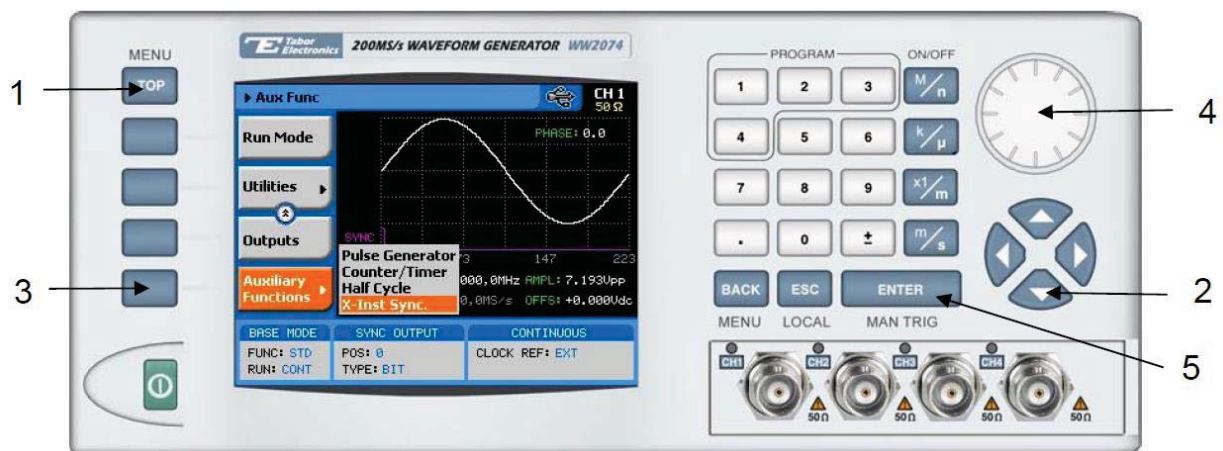 MENU
TOP
1
3
Tabor Electronics 200MS/s WAVEFORM GENERATOR WW2074
▸ Aux Func
CH 1
50Ω
Run Mode
Utilities ▸
Outputs
Auxiliary Functions ▸
PHASE: 0.0
SYNC
147 223
Pulse Generator
Counter/Timer
Half Cycle
X-Inst Sync.
000,0MHz AMPL: 7.193Vpp
0,0MS/s OFFS: +0.000Vdc
BASE MODE
FUNC: STD
RUN: CONT
SYNC OUTPUT
POS: 0
TYPE: BIT
CONTINUOUS
CLOCK REF: EXT
PROGRAM ON/OFF
1 2 3 M/n
4 5 6 k/μ
7 8 9 x1/m
. 0 ± m/s
BACK ESC ENTER
MENU LOCAL MAN TRIG
4
2
5
CH1 CH2 CH3 CH4
50Ω 50Ω 50Ω 50Ω